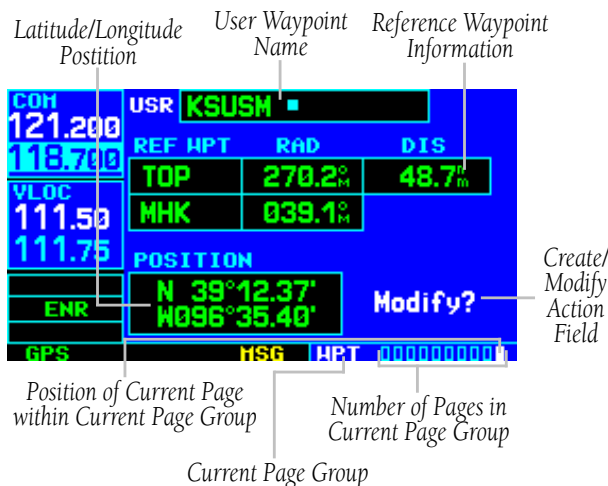 Latitude/Longitude
Postition
User Waypoint
Name
Reference Waypoint
Information
COM
121.200
118.700
VLOC
111.50
111.75
ENR
GPS
USR KSUSM
REF WPT RAD DIS
TOP 270.2°M 48.7nm
MHK 039.1°M
POSITION
N 39°12.37'
W096°35.40'
Modify?
MSG WPT
Create/
Modify
Action
Field
Position of Current Page
within Current Page Group
Number of Pages in
Current Page Group
Current Page Group